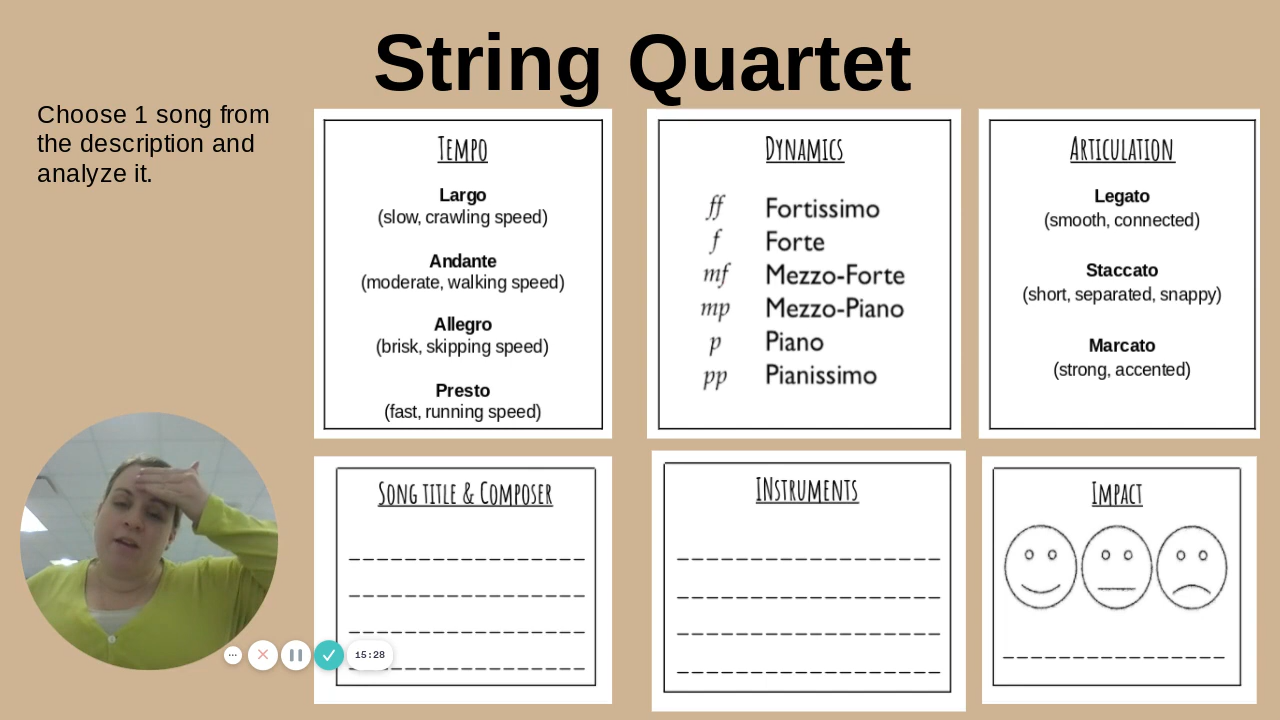 String Quartet
Choose 1 song from
the description and
analyze it.
TEMPO
Largo
(slow, crawling speed)
Andante
(moderate, walking speed)
Allegro
(brisk, skipping speed)
Presto
(fast, running speed)
DYNAMICS
ff Fortissimo
f Forte
mf Mezzo-Forte
mp Mezzo-Piano
p Piano
pp Pianissimo
ARTICULATION
Legato
(smooth, connected)
Staccato
(short, separated, snappy)
Marcato
(strong, accented)
SONG TITLE & COMPOSER
INSTRUMENTS
IMPACT
15:28